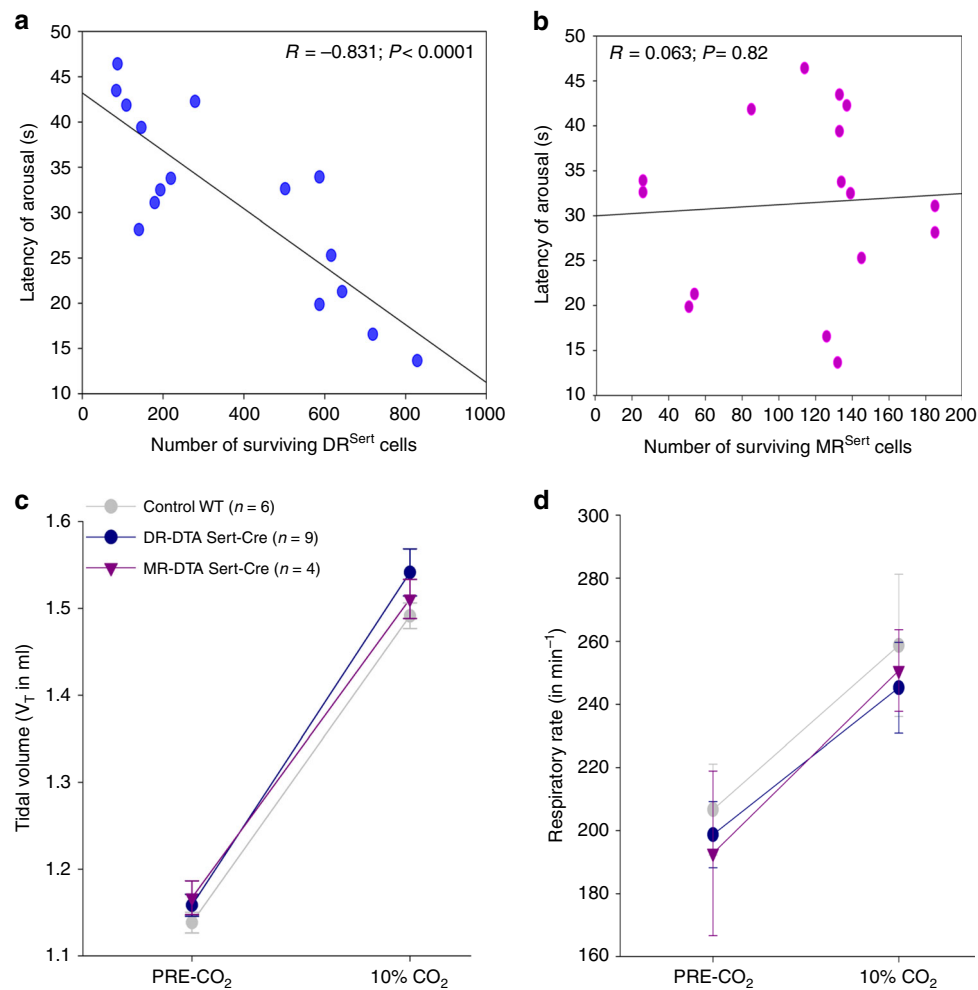 a
R = –0.831; P< 0.0001
50
45
40
35
30
25
20
15
10
Latency of arousal (s)
0 200 400 600 800 1000
Number of surviving DR^Sert cells
b
R = 0.063; P= 0.82
50
45
40
35
30
25
20
15
10
Latency of arousal (s)
0 20 40 60 80 100 120 140 160 180 200
Number of surviving MR^Sert cells
c
Control WT (n = 6)
DR-DTA Sert-Cre (n = 9)
MR-DTA Sert-Cre (n = 4)
1.6
1.5
1.4
1.3
1.2
1.1
Tidal volume (V_T in ml)
PRE-CO₂ 10% CO₂
d
300
280
260
240
220
200
180
160
Respiratory rate (in min⁻¹)
PRE-CO₂ 10% CO₂